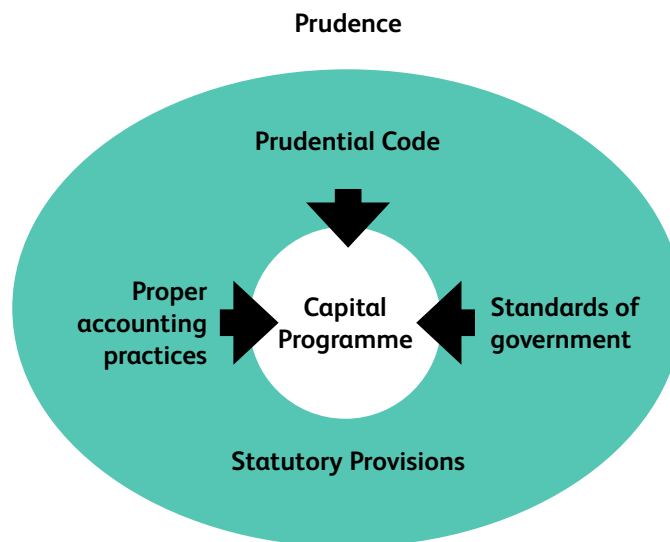 Prudence
Prudential Code
Proper
accounting
practices
Capital
Programme
Standards of
government
Statutory Provisions